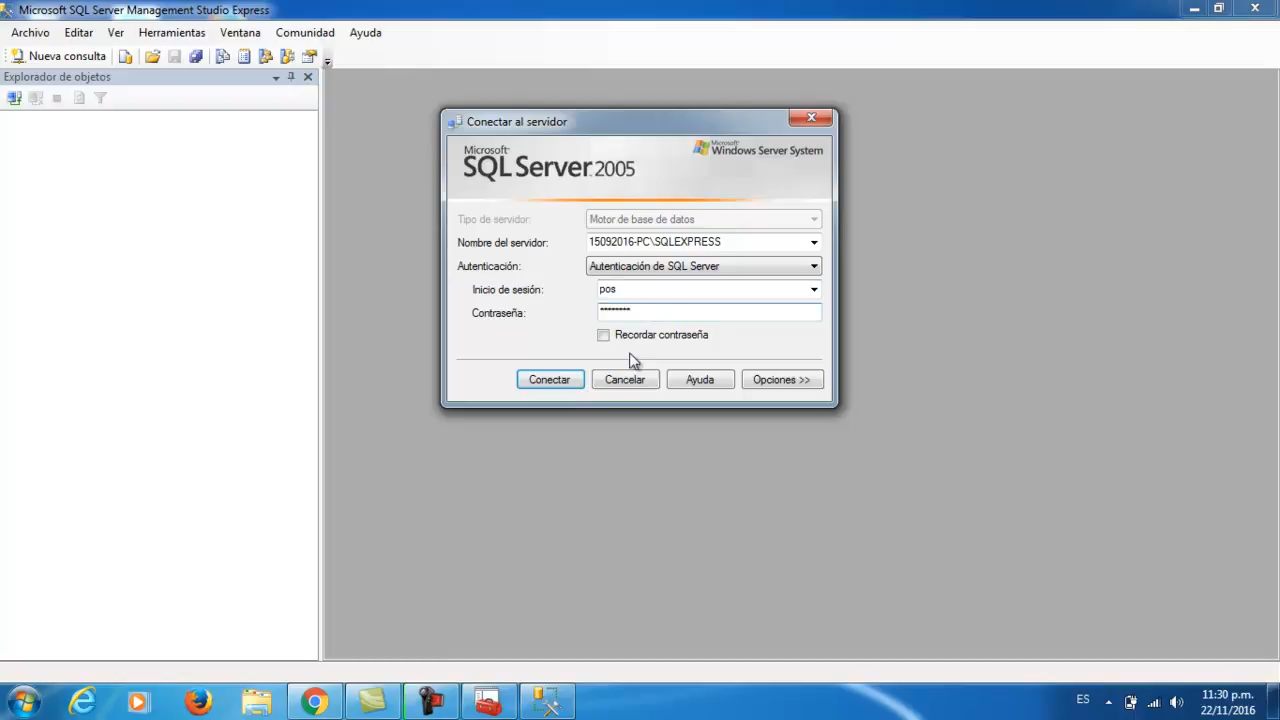 Microsoft SQL Server Management Studio Express
Archivo Editar Ver Herramientas Ventana Comunidad Ayuda
Nueva consulta
Explorador de objetos
Conectar al servidor
Microsoft
SQL Server 2005
Microsoft
Windows Server System
Tipo de servidor: Motor de base de datos
Nombre del servidor: 15092016-PC\SQLEXPRESS
Autenticación: Autenticación de SQL Server
Inicio de sesión: pos
Contraseña: ********
Recordar contraseña
Conectar Cancelar Ayuda Opciones >>
ES
11:30 p.m.
22/11/2016